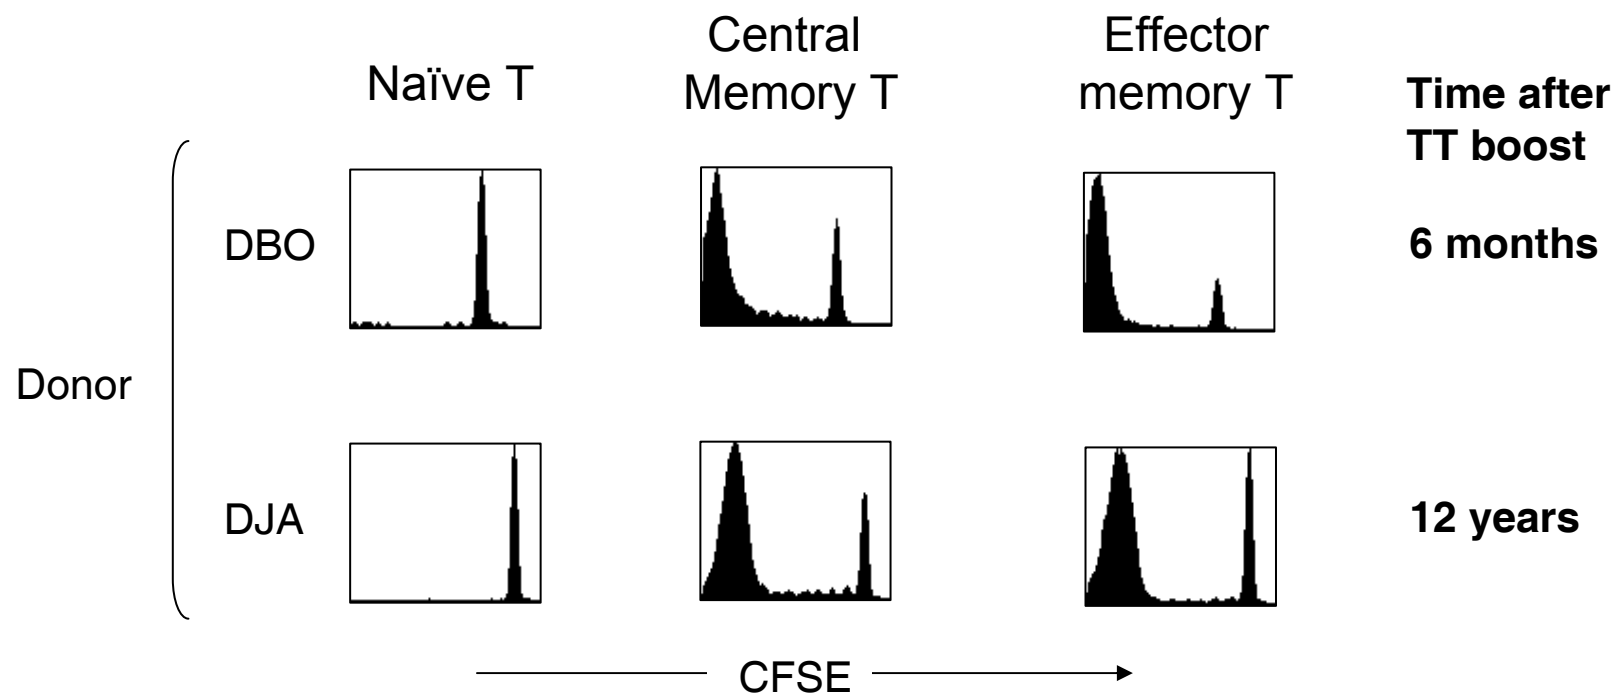 Naïve T
Central
Memory T
Effector
memory T
Time after
TT boost
DBO
6 months
Donor
DJA
12 years
CFSE